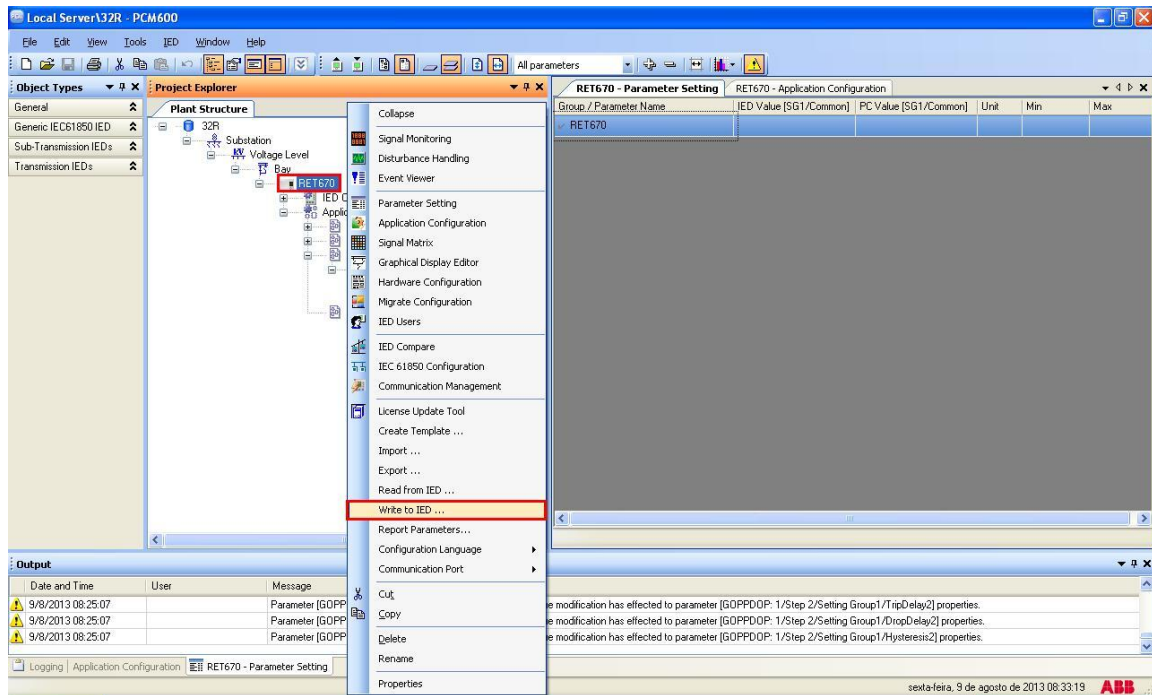 Local Server\32R - PCM600
File Edit View Tools IED Window Help
All parameters
Object Types
General
Generic IEC61850 IED
Sub-Transmission IEDs
Transmission IEDs
Project Explorer
Plant Structure
32R
Substation
Voltage Level
Bay
RET670
IED C
Applic
Collapse
Signal Monitoring
Disturbance Handling
Event Viewer
Parameter Setting
Application Configuration
Signal Matrix
Graphical Display Editor
Hardware Configuration
Migrate Configuration
IED Users
IED Compare
IEC 61850 Configuration
Communication Management
License Update Tool
Create Template ...
Import ...
Export ...
Read from IED ...
Write to IED ...
Report Parameters...
Configuration Language
Communication Port
Cut
Copy
Delete
Rename
Properties
RET670 - Parameter Setting RET670 - Application Configuration
Group / Parameter Name IED Value [SG1/Common] PC Value [SG1/Common] Unit Min Max
RET670
Output
Date and Time User Message
9/8/2013 08:25:07 Parameter [GOPP e modification has effected to parameter [GOPPDOP: 1/Step 2/Setting Group1/TripDelay2] properties.
9/8/2013 08:25:07 Parameter [GOPP e modification has effected to parameter [GOPPDOP: 1/Step 2/Setting Group1/DropDelay2] properties.
9/8/2013 08:25:07 Parameter [GOPP e modification has effected to parameter [GOPPDOP: 1/Step 2/Setting Group1/Hysteresis2] properties.
Logging Application Configuration RET670 - Parameter Setting
sexta-feira, 9 de agosto de 2013 08:33:19 ABB